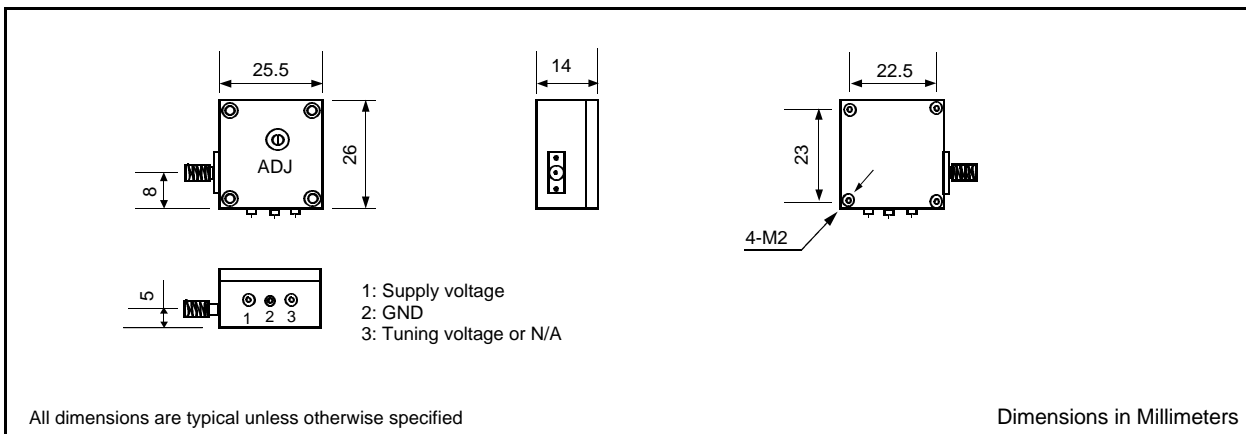 25.5
14
22.5
ADJ
26
8
23
4-M2
5
1 2 3
1: Supply voltage
2: GND
3: Tuning voltage or N/A
All dimensions are typical unless otherwise specified
Dimensions in Millimeters